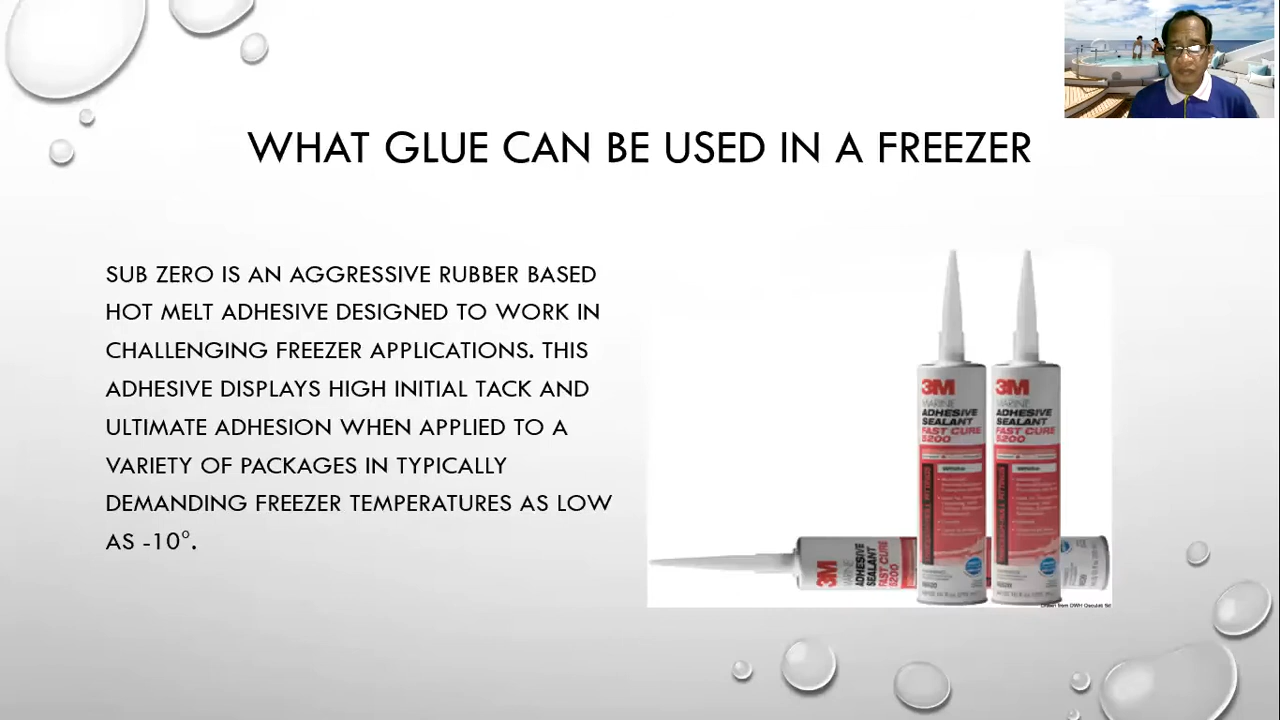 WHAT GLUE CAN BE USED IN A FREEZER
SUB ZERO IS AN AGGRESSIVE RUBBER BASED
HOT MELT ADHESIVE DESIGNED TO WORK IN
CHALLENGING FREEZER APPLICATIONS. THIS
ADHESIVE DISPLAYS HIGH INITIAL TACK AND
ULTIMATE ADHESION WHEN APPLIED TO A
VARIETY OF PACKAGES IN TYPICALLY
DEMANDING FREEZER TEMPERATURES AS LOW
AS -10°.
3M
MARINE
ADHESIVE
SEALANT
FAST CURE
5200
3M
MARINE
ADHESIVE
SEALANT
FAST CURE
5200
3M
MARINE
ADHESIVE
SEALANT
FAST CURE
5200